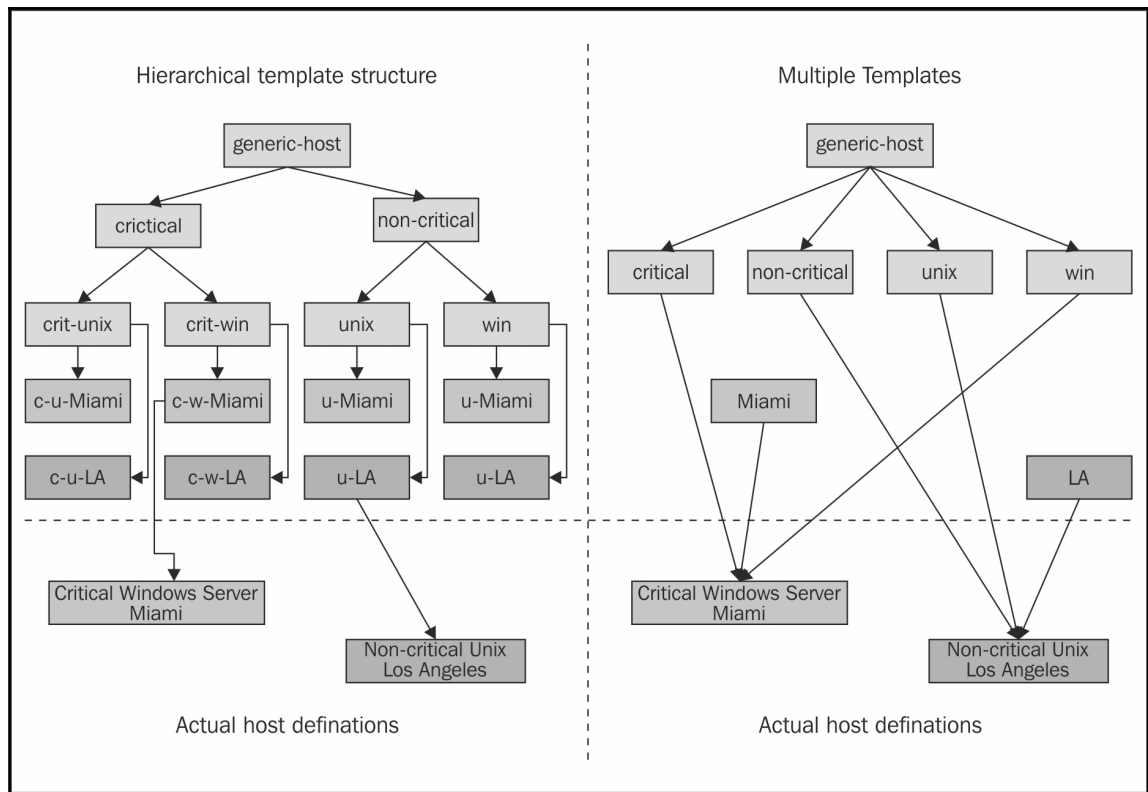 Hierarchical template structure
generic-host
crictical
non-critical
crit-unix
crit-win
unix
win
c-u-Miami
c-w-Miami
u-Miami
u-Miami
c-u-LA
c-w-LA
u-LA
u-LA
Critical Windows Server
Miami
Non-critical Unix
Los Angeles
Actual host definations
Multiple Templates
generic-host
critical
non-critical
unix
win
Miami
LA
Critical Windows Server
Miami
Non-critical Unix
Los Angeles
Actual host definations